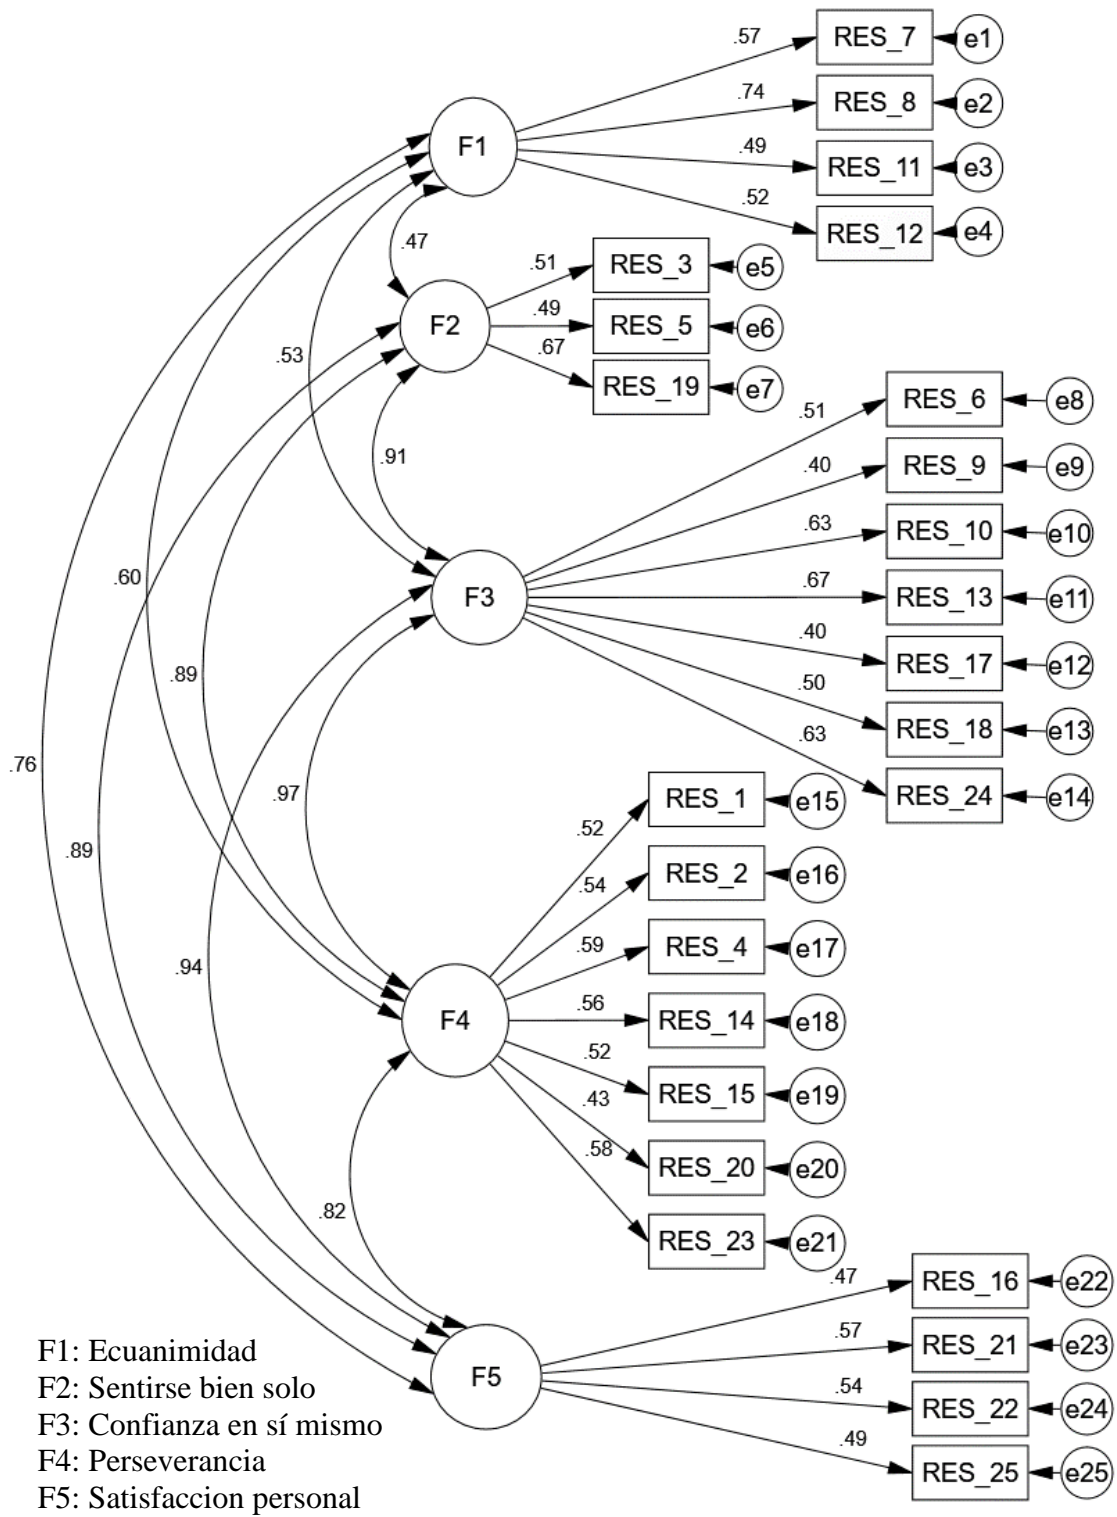 .57
RES_7
e1
.74
RES_8
e2
F1
.49
RES_11
e3
.52
RES_12
e4
.47
.51
RES_3
e5
F2
.49
RES_5
e6
.67
RES_19
e7
.53
.91
.51
RES_6
e8
.40
RES_9
e9
.63
RES_10
e10
.60
F3
.67
RES_13
e11
.40
RES_17
e12
.89
.50
RES_18
e13
.63
RES_24
e14
.76
.97
.52
RES_1
e15
.89
.54
RES_2
e16
.94
.59
RES_4
e17
F4
.56
RES_14
e18
.52
RES_15
e19
.43
RES_20
e20
.58
RES_23
e21
.82
.47
RES_16
e22
.57
RES_21
e23
F5
.54
RES_22
e24
.49
RES_25
e25
F1: Ecuanimidad
F2: Sentirse bien solo
F3: Confianza en sí mismo
F4: Perseverancia
F5: Satisfaccion personal